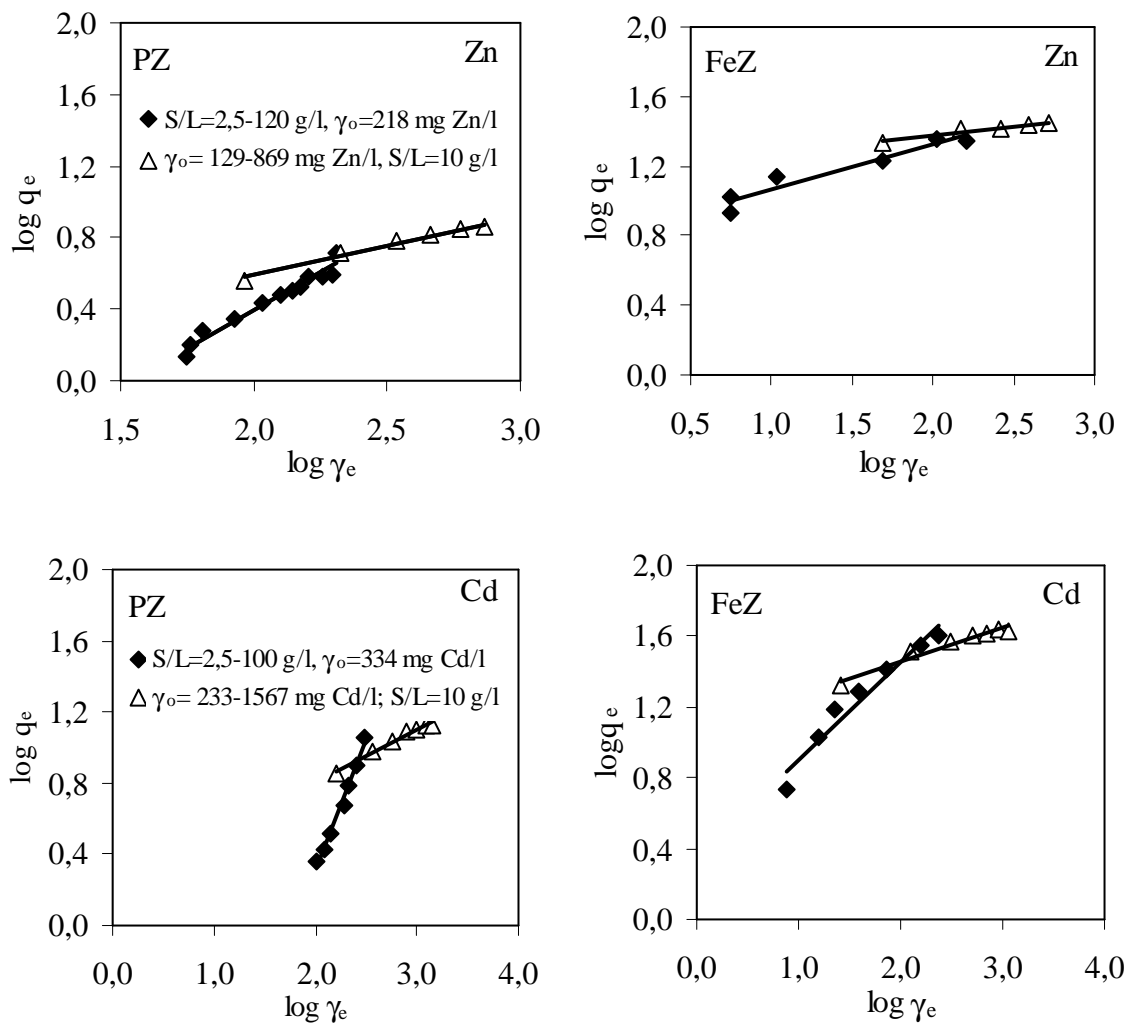 2,0
1,6
1,2
0,8
0,4
0,0
log q e
PZ
Zn
◆ S/L=2,5-120 g/l, γo=218 mg Zn/l
△ γo= 129-869 mg Zn/l, S/L=10 g/l
1,5 2,0 2,5 3,0
log γe
2,0
1,6
1,2
0,8
0,4
0,0
log q e
FeZ
Zn
0,5 1,0 1,5 2,0 2,5 3,0
log γe
2,0
1,6
1,2
0,8
0,4
0,0
log q e
PZ
Cd
◆ S/L=2,5-100 g/l, γo=334 mg Cd/l
△ γo= 233-1567 mg Cd/l; S/L=10 g/l
0,0 1,0 2,0 3,0 4,0
log γe
2,0
1,6
1,2
0,8
0,4
0,0
logq e
FeZ
Cd
0,0 1,0 2,0 3,0 4,0
log γe